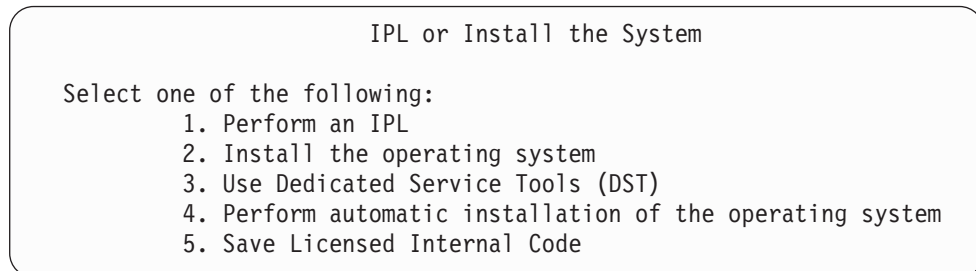 IPL or Install the System
Select one of the following:
1. Perform an IPL
2. Install the operating system
3. Use Dedicated Service Tools (DST)
4. Perform automatic installation of the operating system
5. Save Licensed Internal Code